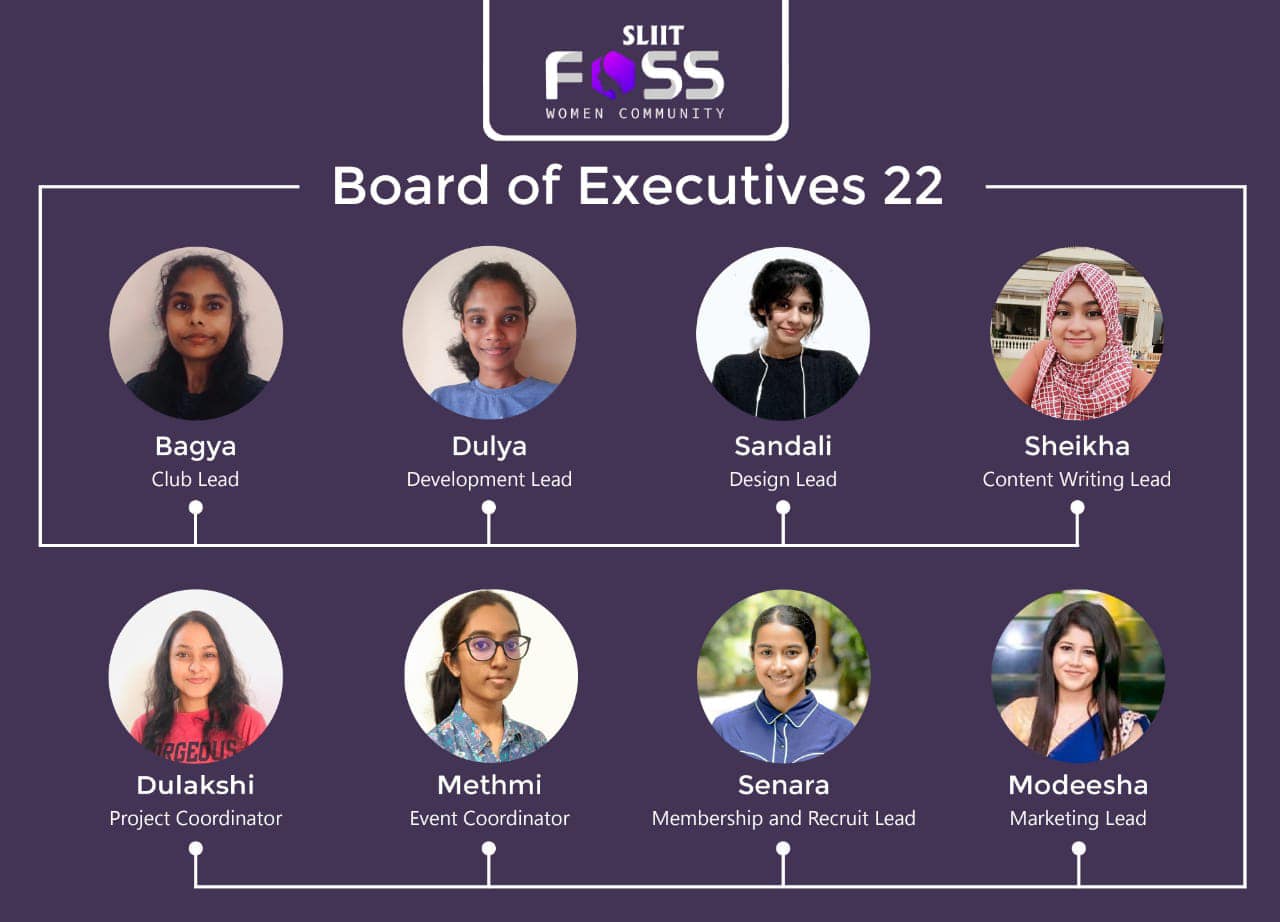 SLIIT
FOSS
WOMEN COMMUNITY
Board of Executives 22
Bagya
Club Lead
Dulya
Development Lead
Sandali
Design Lead
Sheikha
Content Writing Lead
ORGEOUS
Dulakshi
Project Coordinator
Methmi
Event Coordinator
Senara
Membership and Recruit Lead
Modeesha
Marketing Lead